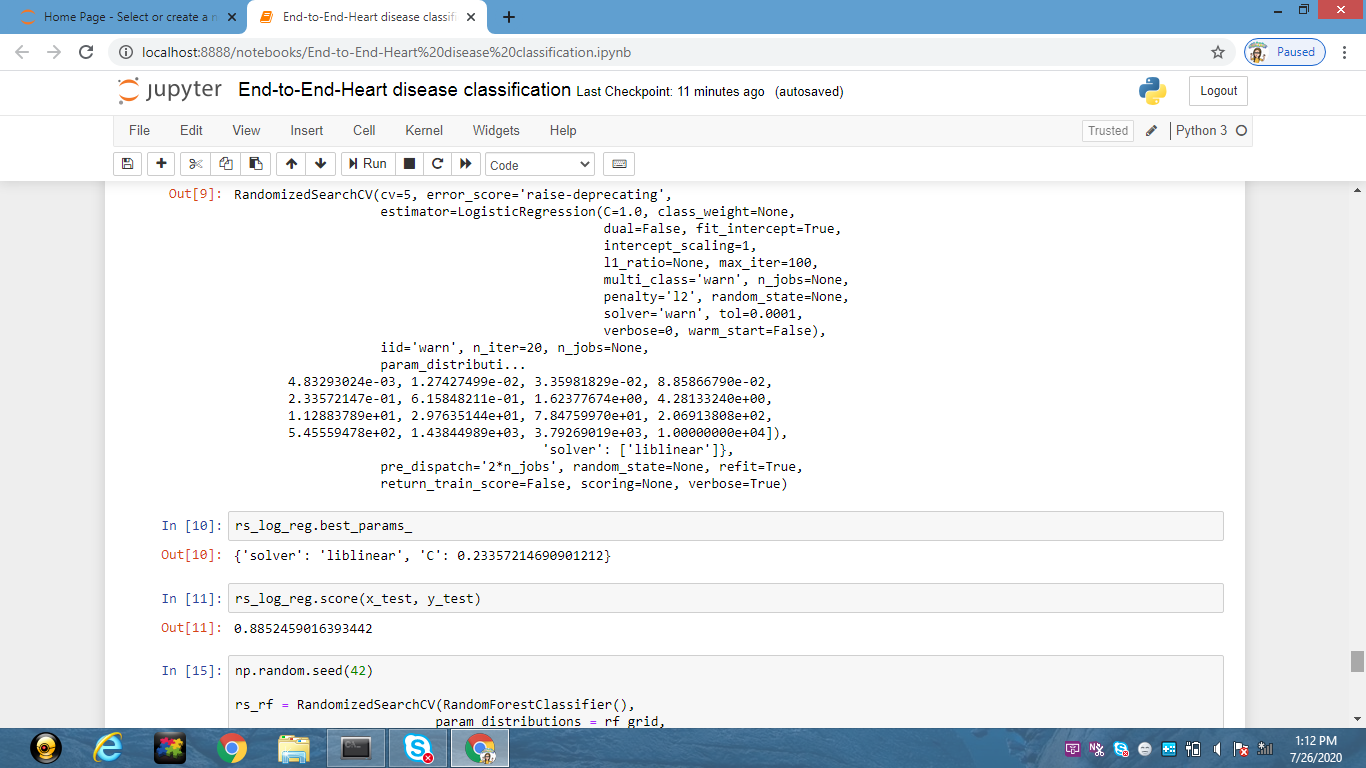 Home Page - Select or create a n
End-to-End-Heart disease classifi
localhost:8888/notebooks/End-to-End-Heart%20disease%20classification.ipynb
Paused
jupyter End-to-End-Heart disease classification Last Checkpoint: 11 minutes ago (autosaved)
Logout
File Edit View Insert Cell Kernel Widgets Help
Trusted Python 3
Run Code
Out[9]: RandomizedSearchCV(cv=5, error_score='raise-deprecating',
estimator=LogisticRegression(C=1.0, class_weight=None,
dual=False, fit_intercept=True,
intercept_scaling=1,
l1_ratio=None, max_iter=100,
multi_class='warn', n_jobs=None,
penalty='l2', random_state=None,
solver='warn', tol=0.0001,
verbose=0, warm_start=False),
iid='warn', n_iter=20, n_jobs=None,
param_distributi...
4.83293024e-03, 1.27427499e-02, 3.35981829e-02, 8.85866790e-02,
2.33572147e-01, 6.15848211e-01, 1.62377674e+00, 4.28133240e+00,
1.12883789e+01, 2.97635144e+01, 7.84759970e+01, 2.06913808e+02,
5.45559478e+02, 1.43844989e+03, 3.79269019e+03, 1.00000000e+04]),
'solver': ['liblinear']},
pre_dispatch='2*n_jobs', random_state=None, refit=True,
return_train_score=False, scoring=None, verbose=True)
In [10]: rs_log_reg.best_params_
Out[10]: {'solver': 'liblinear', 'C': 0.23357214690901212}
In [11]: rs_log_reg.score(x_test, y_test)
Out[11]: 0.8852459016393442
In [15]: np.random.seed(42)
rs_rf = RandomizedSearchCV(RandomForestClassifier(),
param_distributions = rf_grid,
1:12 PM
7/26/2020